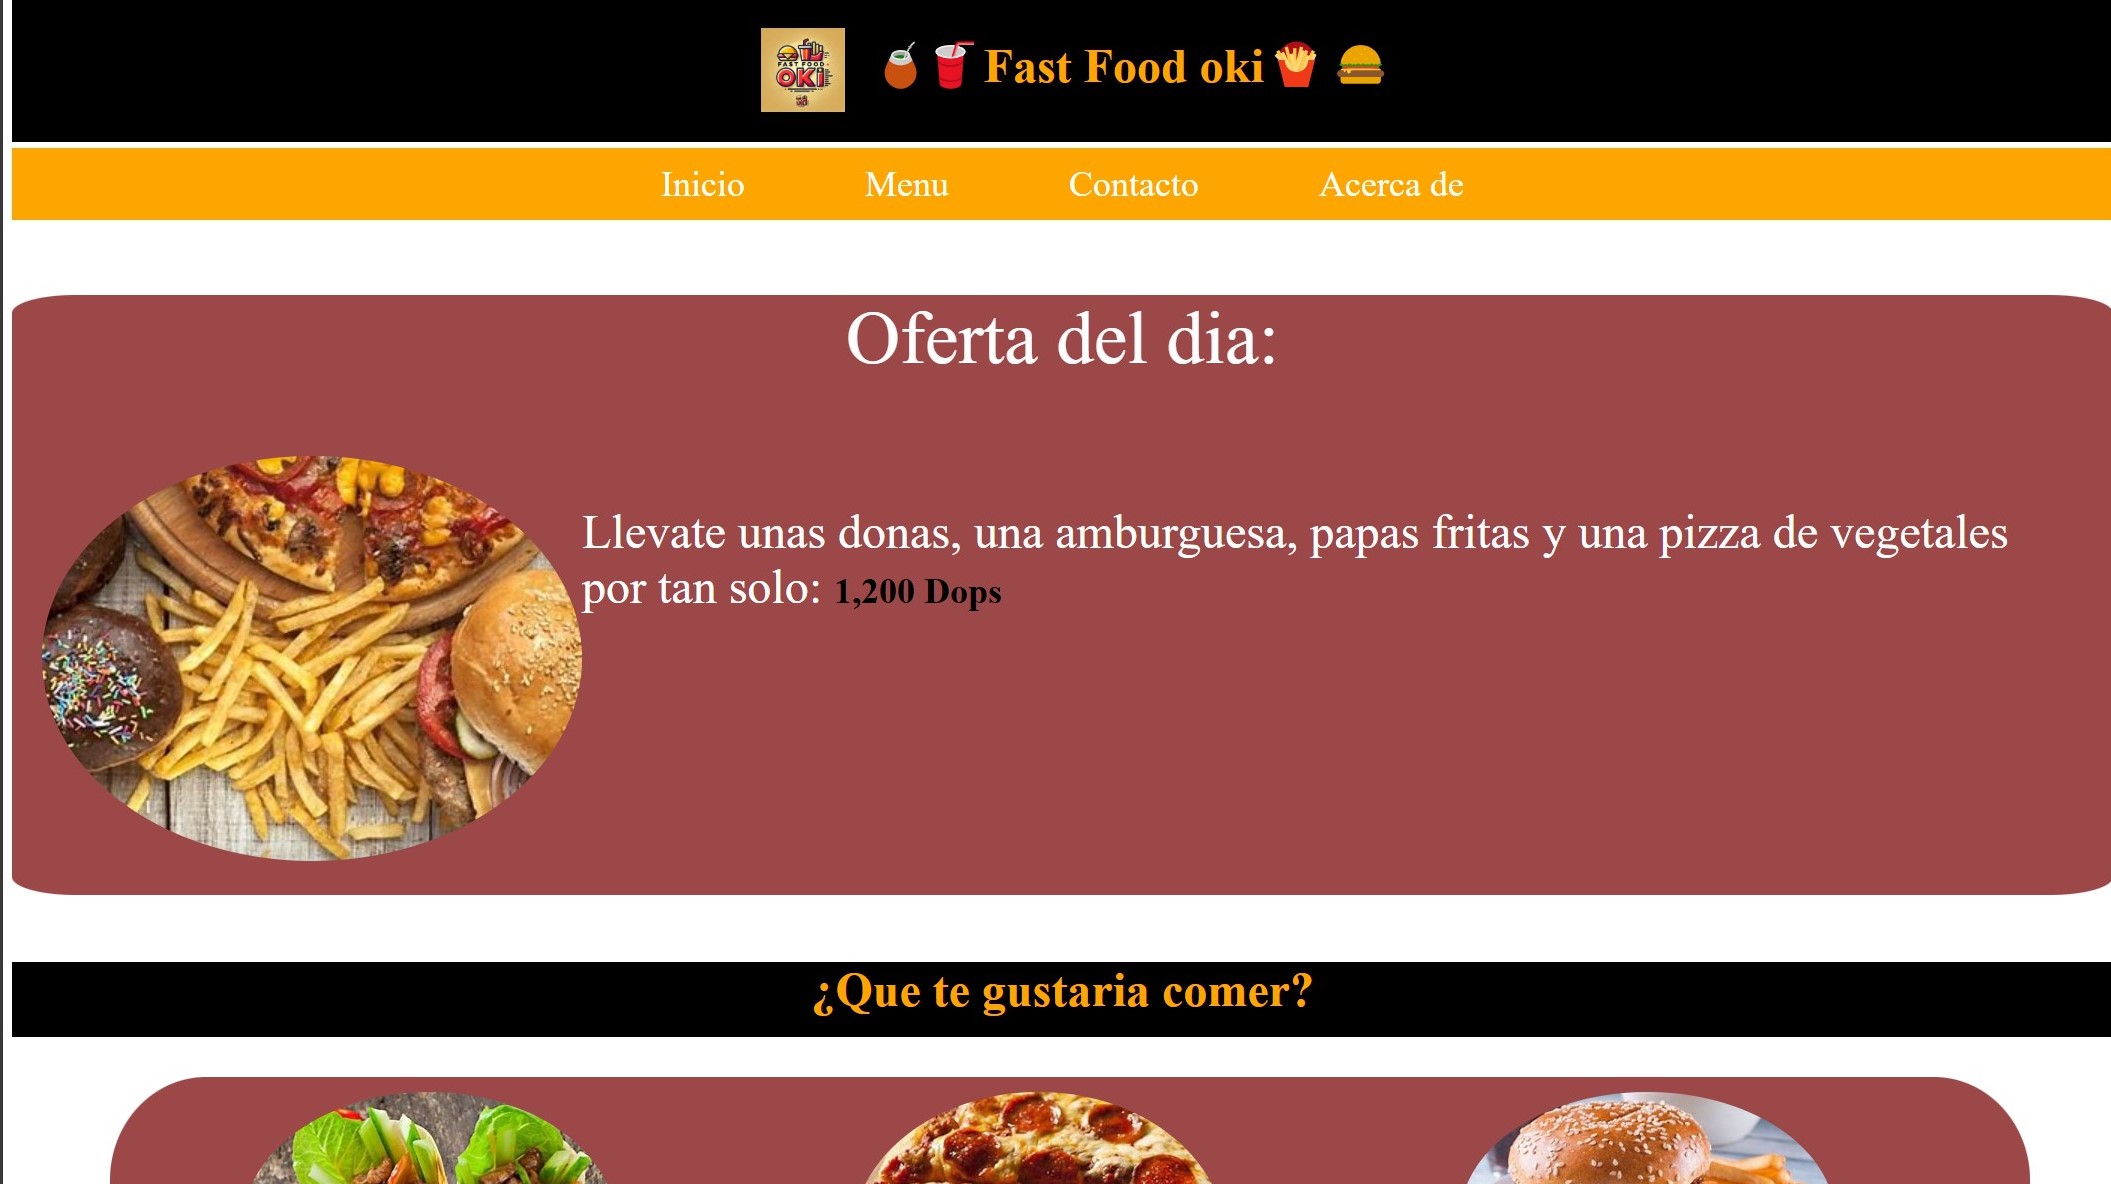 FAST FOOD
OKi
🧉🥤Fast Food oki🍟 🍔
Inicio Menu Contacto Acerca de
Oferta del dia:
Llevate unas donas, una amburguesa, papas fritas y una pizza de vegetales
por tan solo: 1,200 Dops
¿Que te gustaria comer?